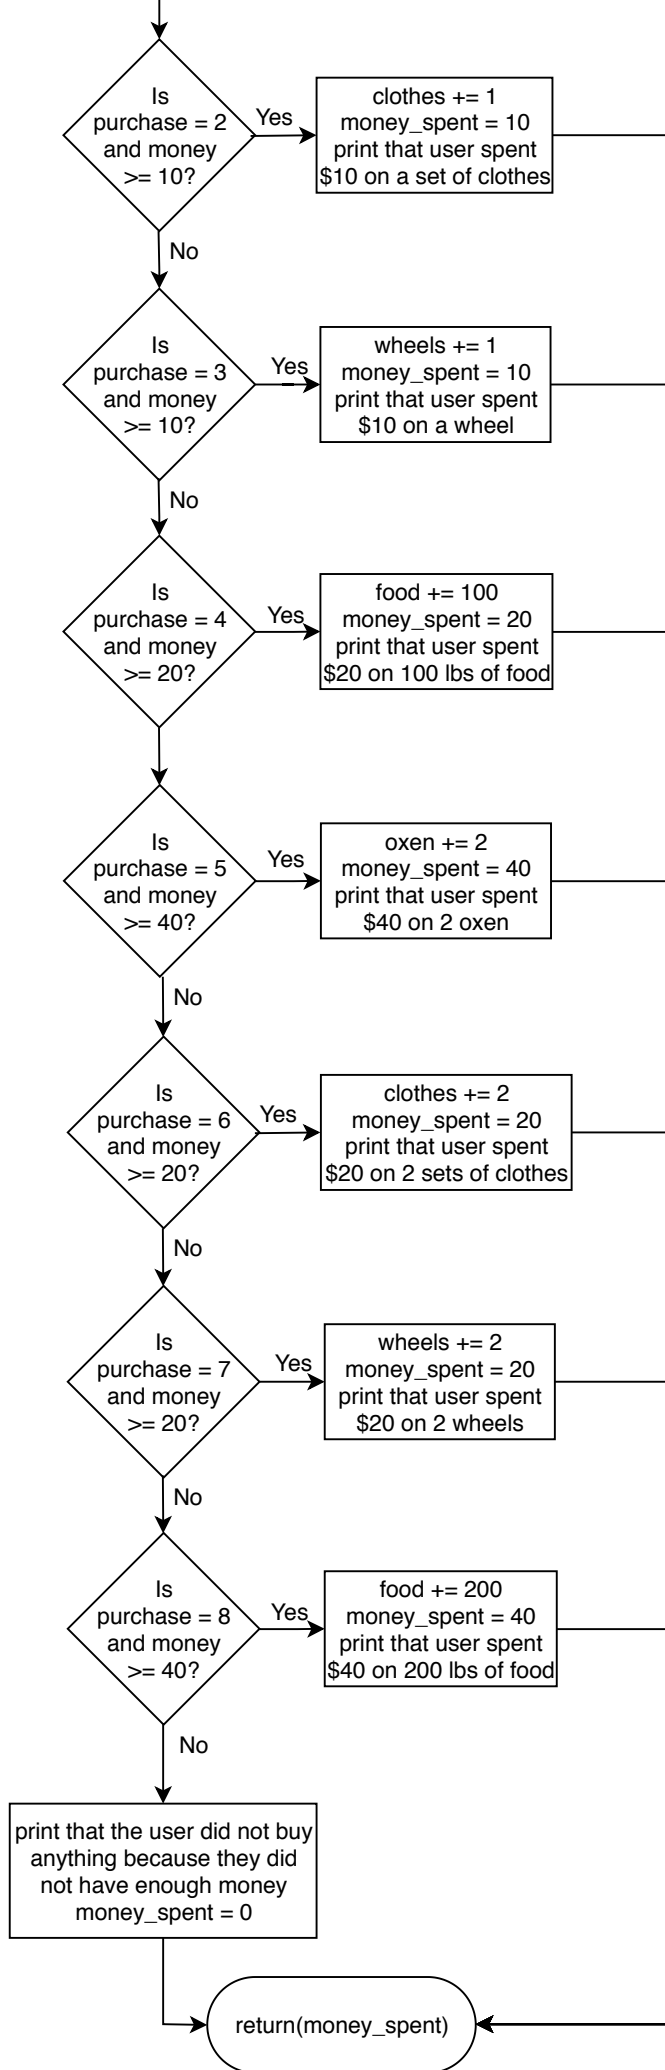 Is
purchase = 2
and money
>= 10?
Yes
clothes += 1
money_spent = 10
print that user spent
$10 on a set of clothes
No
Is
purchase = 3
and money
>= 10?
Yes
wheels += 1
money_spent = 10
print that user spent
$10 on a wheel
No
Is
purchase = 4
and money
>= 20?
Yes
food += 100
money_spent = 20
print that user spent
$20 on 100 lbs of food
Is
purchase = 5
and money
>= 40?
Yes
oxen += 2
money_spent = 40
print that user spent
$40 on 2 oxen
No
Is
purchase = 6
and money
>= 20?
Yes
clothes += 2
money_spent = 20
print that user spent
$20 on 2 sets of clothes
No
Is
purchase = 7
and money
>= 20?
Yes
wheels += 2
money_spent = 20
print that user spent
$20 on 2 wheels
No
Is
purchase = 8
and money
>= 40?
Yes
food += 200
money_spent = 40
print that user spent
$40 on 200 lbs of food
No
print that the user did not buy
anything because they did
not have enough money
money_spent = 0
return(money_spent)